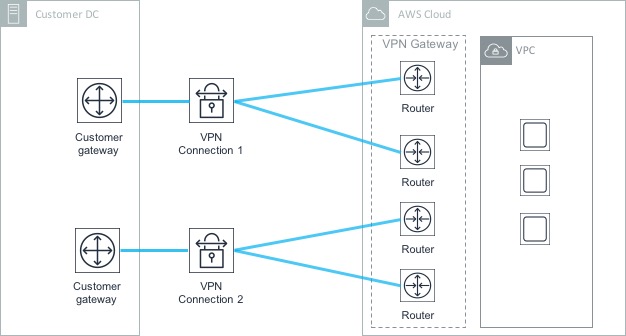 Customer DC
AWS Cloud
VPN Gateway
VPC
Router
Customer
gateway
VPN
Connection 1
Router
Router
Customer
gateway
VPN
Connection 2
Router